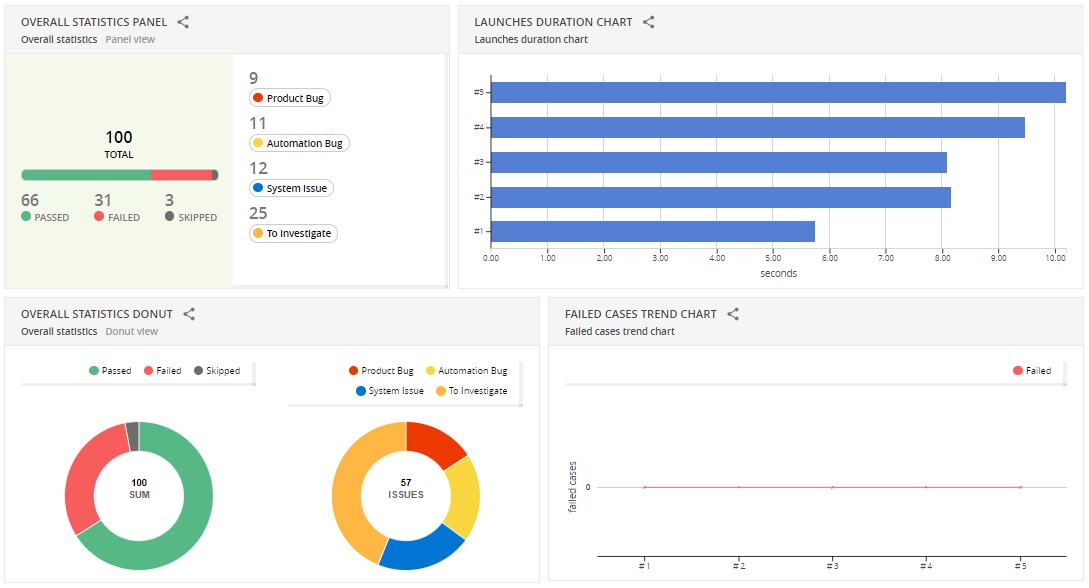 OVERALL STATISTICS PANEL
Overall statistics Panel view
100
TOTAL
66
PASSED
31
FAILED
3
SKIPPED
9
Product Bug
11
Automation Bug
12
System Issue
25
To Investigate
LAUNCHES DURATION CHART
Launches duration chart
#5
#4
#3
#2
#1
0.00 1.00 2.00 3.00 4.00 5.00 6.00 7.00 8.00 9.00 10.00
seconds
OVERALL STATISTICS DONUT
Overall statistics Donut view
Passed Failed Skipped
100
SUM
Product Bug Automation Bug
System Issue To Investigate
57
ISSUES
FAILED CASES TREND CHART
Failed cases trend chart
Failed
failed cases
0
#1 #2 #3 #4 #5